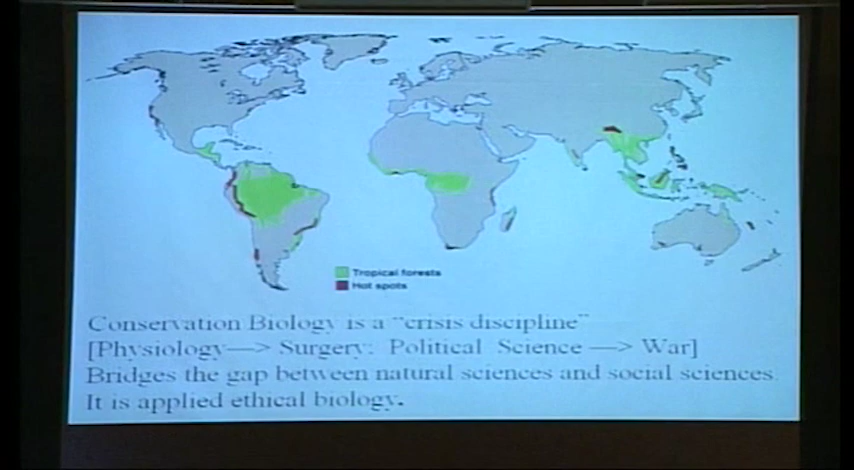 Tropical forests
Hot spots
Conservation Biology is a "crisis discipline"
[Physiology—> Surgery: Political Science —> War]
Bridges the gap between natural sciences and social sciences.
It is applied ethical biology.